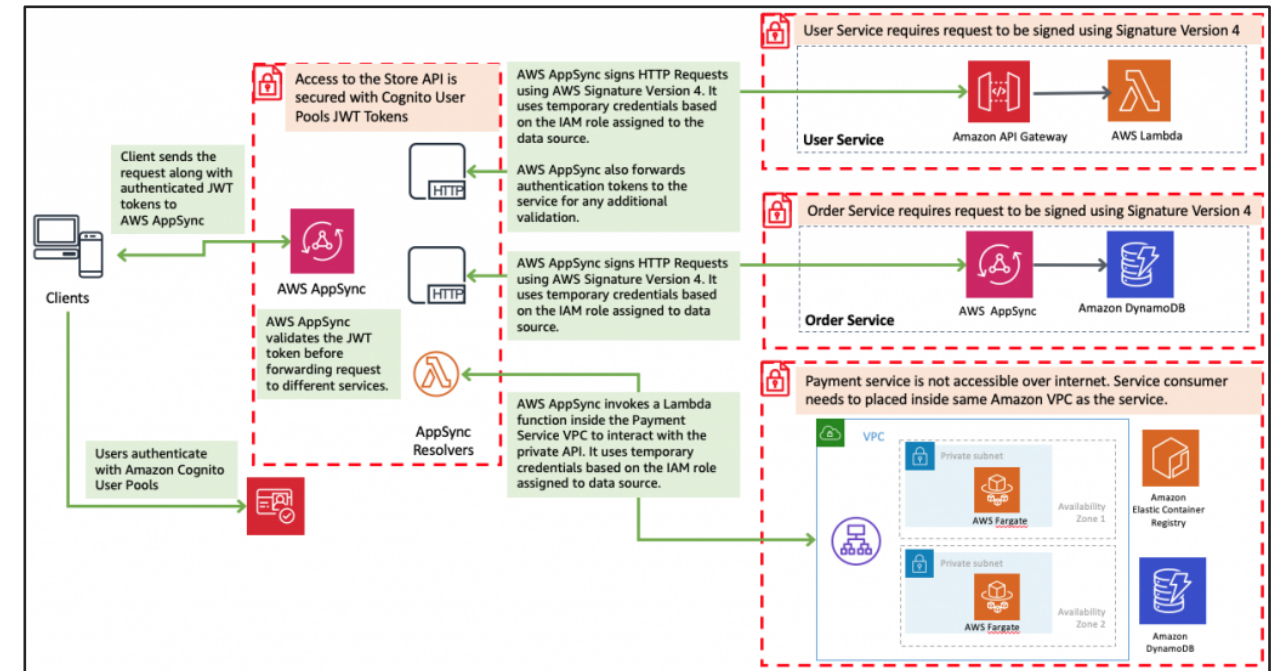 User Service requires request to be signed using Signature Version 4
Access to the Store API is
secured with Cognito User
Pools JWT Tokens
AWS AppSync signs HTTP Requests
using AWS Signature Version 4. It
uses temporary credentials based
on the IAM role assigned to the
data source.
AWS AppSync also forwards
authentication tokens to the
service for any additional
validation.
Amazon API Gateway
AWS Lambda
User Service
Client sends the
request along with
authenticated JWT
tokens to
AWS AppSync
HTTP
Order Service requires request to be signed using Signature Version 4
Clients
AWS AppSync
HTTP
AWS AppSync signs HTTP Requests
using AWS Signature Version 4. It
uses temporary credentials based
on the IAM role assigned to data
source.
AWS AppSync
Amazon DynamoDB
Order Service
AWS AppSync
validates the JWT
token before
forwarding request
to different services.
AppSync
Resolvers
Payment service is not accessible over internet. Service consumer
needs to placed inside same Amazon VPC as the service.
AWS AppSync invokes a Lambda
function inside the Payment
Service VPC to interact with the
private API. It uses temporary
credentials based on the IAM role
assigned to data source.
Users authenticate
with Amazon Cognito
User Pools
VPC
Private subnet
AWS Fargate
Availability
Zone 1
Private subnet
AWS Fargate
Availability
Zone 2
Amazon
Elastic Container
Registry
Amazon
DynamoDB